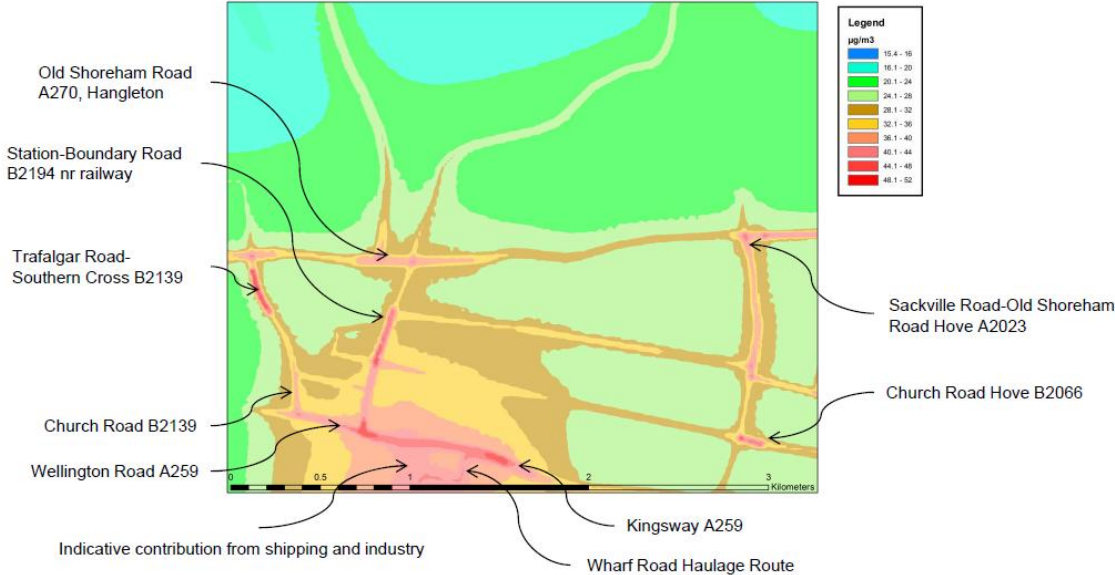 Old Shoreham Road
A270, Hangleton
Station-Boundary Road
B2194 nr railway
Trafalgar Road-
Southern Cross B2139
Church Road B2139
Wellington Road A259
Indicative contribution from shipping and industry
Legend
µg/m3
15.4 - 16
16.1 - 20
20.1 - 24
24.1 - 28
28.1 - 32
32.1 - 36
36.1 - 40
40.1 - 44
44.1 - 48
48.1 - 52
Sackville Road-Old Shoreham
Road Hove A2023
Church Road Hove B2066
0 0.5 1 2 3
Kilometers
Kingsway A259
Wharf Road Haulage Route